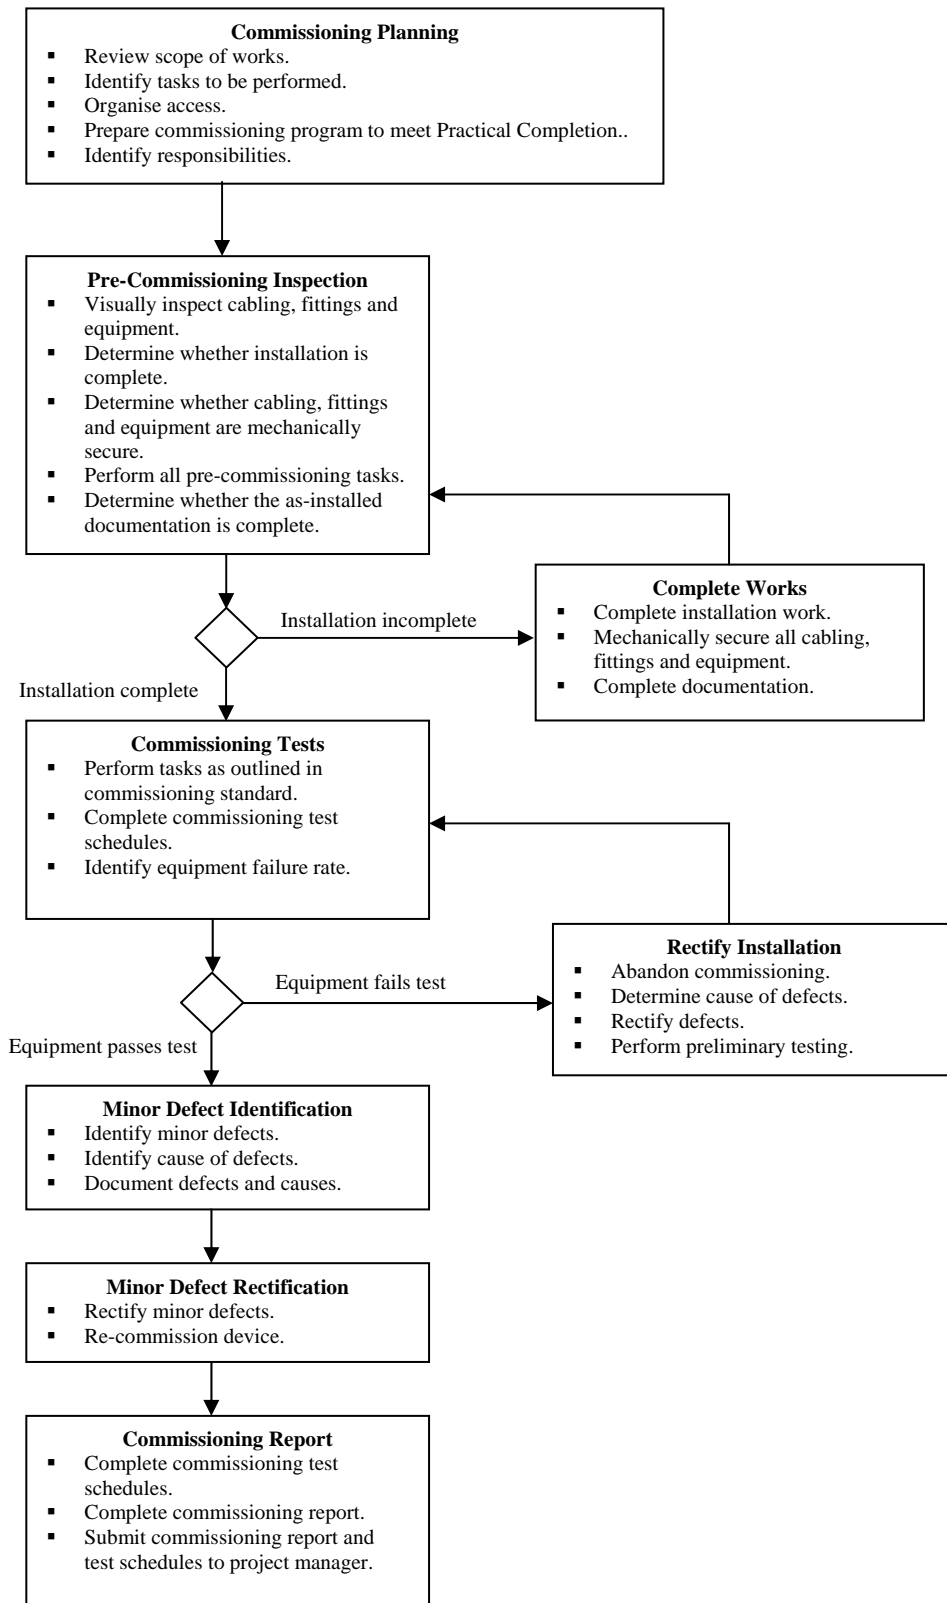 Commissioning Planning
▪ Review scope of works.
▪ Identify tasks to be performed.
▪ Organise access.
▪ Prepare commissioning program to meet Practical Completion..
▪ Identify responsibilities.
Pre-Commissioning Inspection
▪ Visually inspect cabling, fittings and
equipment.
▪ Determine whether installation is
complete.
▪ Determine whether cabling, fittings
and equipment are mechanically
secure.
▪ Perform all pre-commissioning tasks.
▪ Determine whether the as-installed
documentation is complete.
Installation incomplete
Complete Works
▪ Complete installation work.
▪ Mechanically secure all cabling,
fittings and equipment.
▪ Complete documentation.
Installation complete
Commissioning Tests
▪ Perform tasks as outlined in
commissioning standard.
▪ Complete commissioning test
schedules.
▪ Identify equipment failure rate.
Equipment fails test
Rectify Installation
▪ Abandon commissioning.
▪ Determine cause of defects.
▪ Rectify defects.
▪ Perform preliminary testing.
Equipment passes test
Minor Defect Identification
▪ Identify minor defects.
▪ Identify cause of defects.
▪ Document defects and causes.
Minor Defect Rectification
▪ Rectify minor defects.
▪ Re-commission device.
Commissioning Report
▪ Complete commissioning test
schedules.
▪ Complete commissioning report.
▪ Submit commissioning report and
test schedules to project manager.